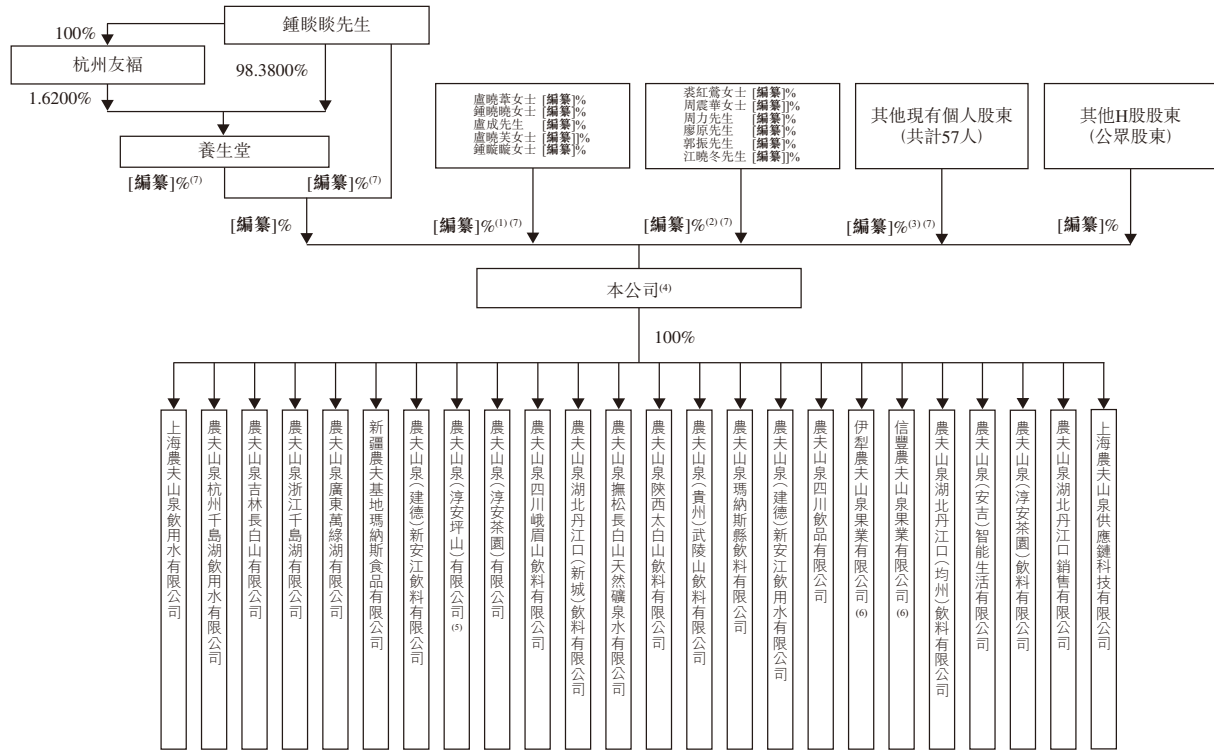 鍾睒睒先生
100%
杭州友福
98.3800%
1.6200%
養生堂
盧曉葦女士 [編纂]%
鍾曉曉女士 [編纂]%
盧成先生 [編纂]%
盧曉芙女士 [編纂]]%
鍾璇璇女士 [編纂]%
裘紅鶯女士 [編纂]%
周震華女士 [編纂]]%
周力先生 [編纂]%
廖原先生 [編纂]%
郭振先生 [編纂]%
江曉冬先生 [編纂]]%
其他現有個人股東
(共計57人)
其他H股股東
(公眾股東)
[編纂]%(7)
[編纂]%(7)
[編纂]%
[編纂]%(1) (7)
[編纂]%(2) (7)
[編纂]%(3) (7)
[編纂]%
本公司(4)
100%
上海農夫山泉飲用水有限公司
農夫山泉杭州千島湖飲用水有限公司
農夫山泉吉林長白山有限公司
農夫山泉浙江千島湖有限公司
農夫山泉廣東萬綠湖有限公司
新疆農夫基地瑪納斯食品有限公司
農夫山泉(建德)新安江飲料有限公司
農夫山泉(淳安坪山)有限公司(5)
農夫山泉(淳安茶園)有限公司
農夫山泉四川峨眉山飲料有限公司
農夫山泉湖北丹江口(新城)飲料有限公司
農夫山泉撫松長白山天然礦泉水有限公司
農夫山泉陝西太白山飲料有限公司
農夫山泉(貴州)武陵山飲料有限公司
農夫山泉瑪納斯縣飲料有限公司
農夫山泉(建德)新安江飲用水有限公司
農夫山泉四川飲品有限公司
伊犁農夫山泉果業有限公司(6)
信豐農夫山泉果業有限公司(6)
農夫山泉湖北丹江口(均州)飲料有限公司
農夫山泉(安吉)智能生活有限公司
農夫山泉(淳安茶園)飲料有限公司
農夫山泉湖北丹江口銷售有限公司
上海農夫山泉供應鏈科技有限公司